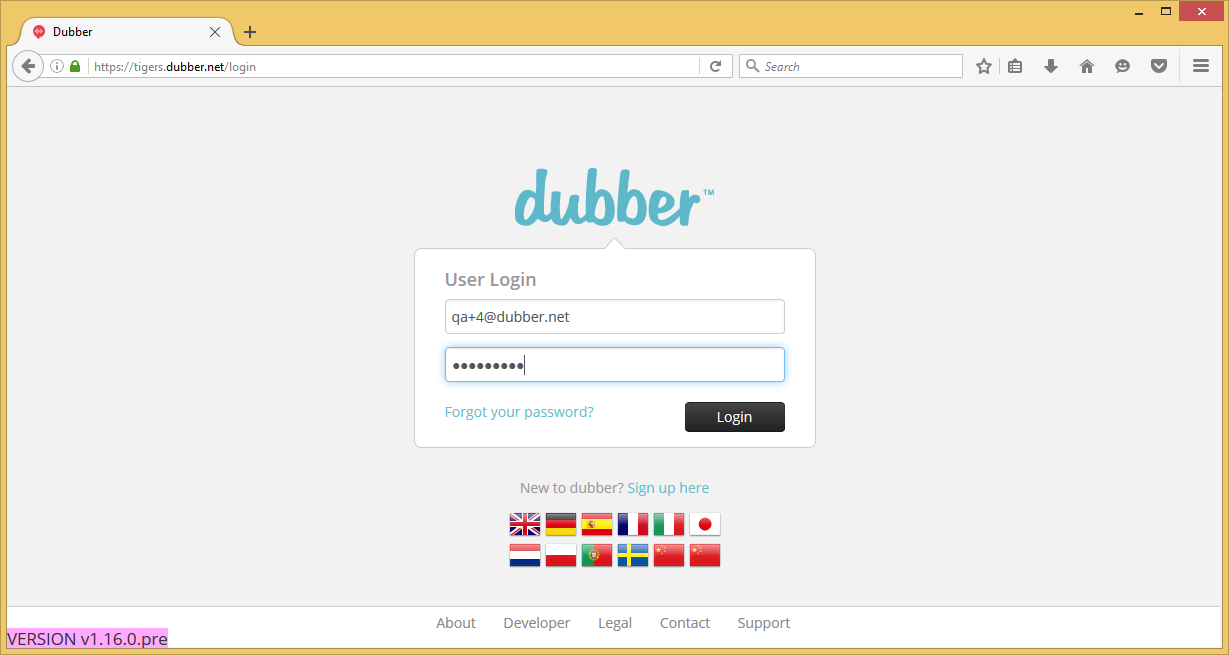 Dubber
https://tigers.dubber.net/login
Search
dubber™
User Login
qa+4@dubber.net
●●●●●●●●●
Forgot your password?
Login
New to dubber? Sign up here
About Developer Legal Contact Support
VERSION v1.16.0.pre